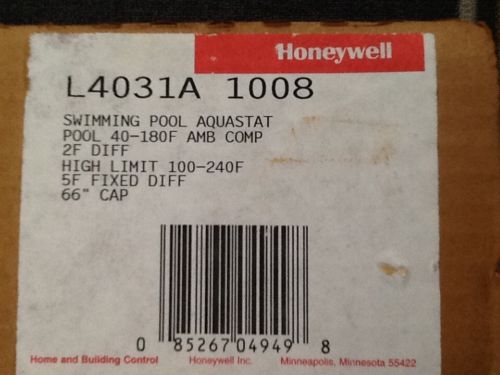 Honeywell
L4031A 1008
SWIMMING POOL AQUASTAT
POOL 40-180F AMB COMP
2F DIFF
HIGH LIMIT 100-240F
5F FIXED DIFF
66" CAP
0 85267 04949 8
Home and Building Control Honeywell Inc. Minneapolis, Minnesota 55422